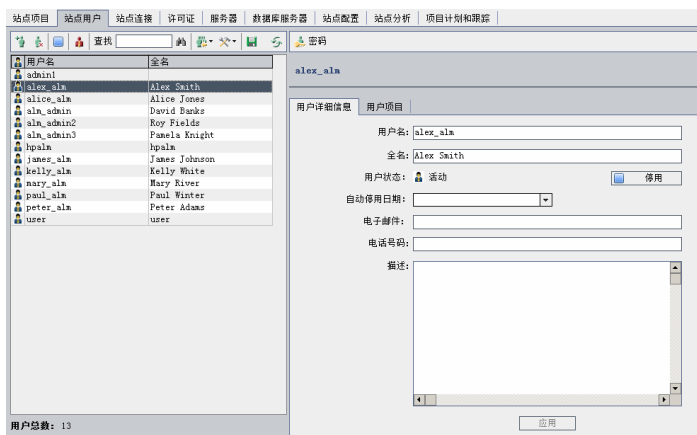 站点项目 站点用户 站点连接 许可证 服务器 数据库服务器 站点配置 站点分析 项目计划和跟踪
查找
密码
用户名 全名
admin1
alex_alm Alex Smith
alice_alm Alice Jones
alm_admin David Banks
alm_admin2 Roy Fields
alm_admin3 Pamela Knight
hpalm hpalm
james_alm James Johnson
kelly_alm Kelly White
mary_alm Mary River
paul_alm Paul Winter
peter_alm Peter Adams
user user
用户总数: 13
alex_alm
用户详细信息 用户项目
用户名: alex_alm
全名: Alex Smith
用户状态: 活动 停用
自动停用日期:
电子邮件:
电话号码:
描述:
应用